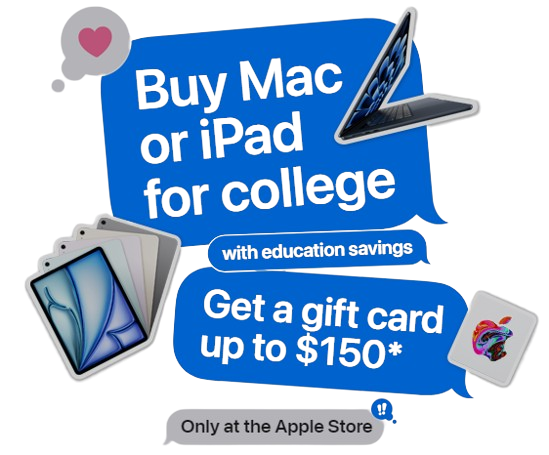 Buy Mac
or iPad
for college
with education savings
Get a gift card
up to $150*
Only at the Apple Store
‼